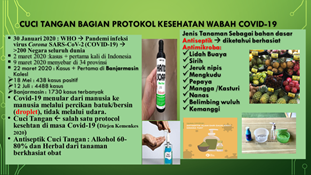 CUCI TANGAN BAGIAN PROTOKOL KESEHATAN WABAH COVID-19
30 Januari 2020 : WHO → Pandemi infeksi
virus Corona SARS-CoV-2(COVID-19) →
>200 Negara seluruh dunia
2 maret 2020 : kasus + pertama kali di Indonesia
9 maret 2020 menyebar di 34 provinsi
22 maret 2020 : Kasus + Pertama di Banjarmasin
Kalsel
18 Mei : 438 kasus positif
12 Juli : 4488 kasus
Banjarmasin : 1730 kasus terbanyak
Covid-19 menular dari manusia ke
manusia melalui percikan batuk/bersin
(droplet), tidak melalui udara.
Cuci Tangan ← salah satu protocol
kesehtan di masa Covid-19 (Dirjen Kemenkes
2020)
Antiseptik Cuci Tangan : Alkohol 60-
80% dan Herbal dari tanaman
berkhasiat obat
Jenis Tanaman Sebagai bahan dasar
Antiseptik → diketahui berhasiat
Antimikroba:
Lidah Buaya
Sirih
Jeruk nipis
Mengkudu
Pepaya
Mangga /Kasturi
Nanas
Belimbing wuluh
Kemanggi